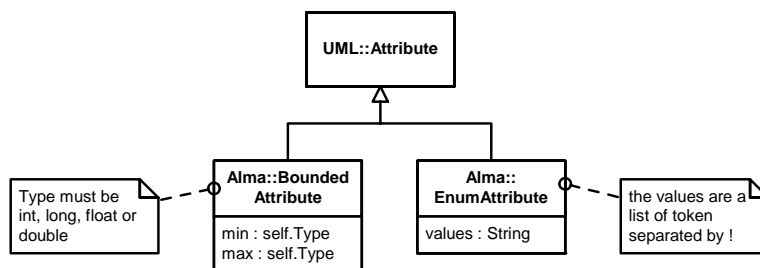 UML::Attribute
Type must be
int, long, float or
double
Alma::Bounded
Attribute
min : self.Type
max : self.Type
Alma::
EnumAttribute
values : String
the values are a
list of token
separated by !